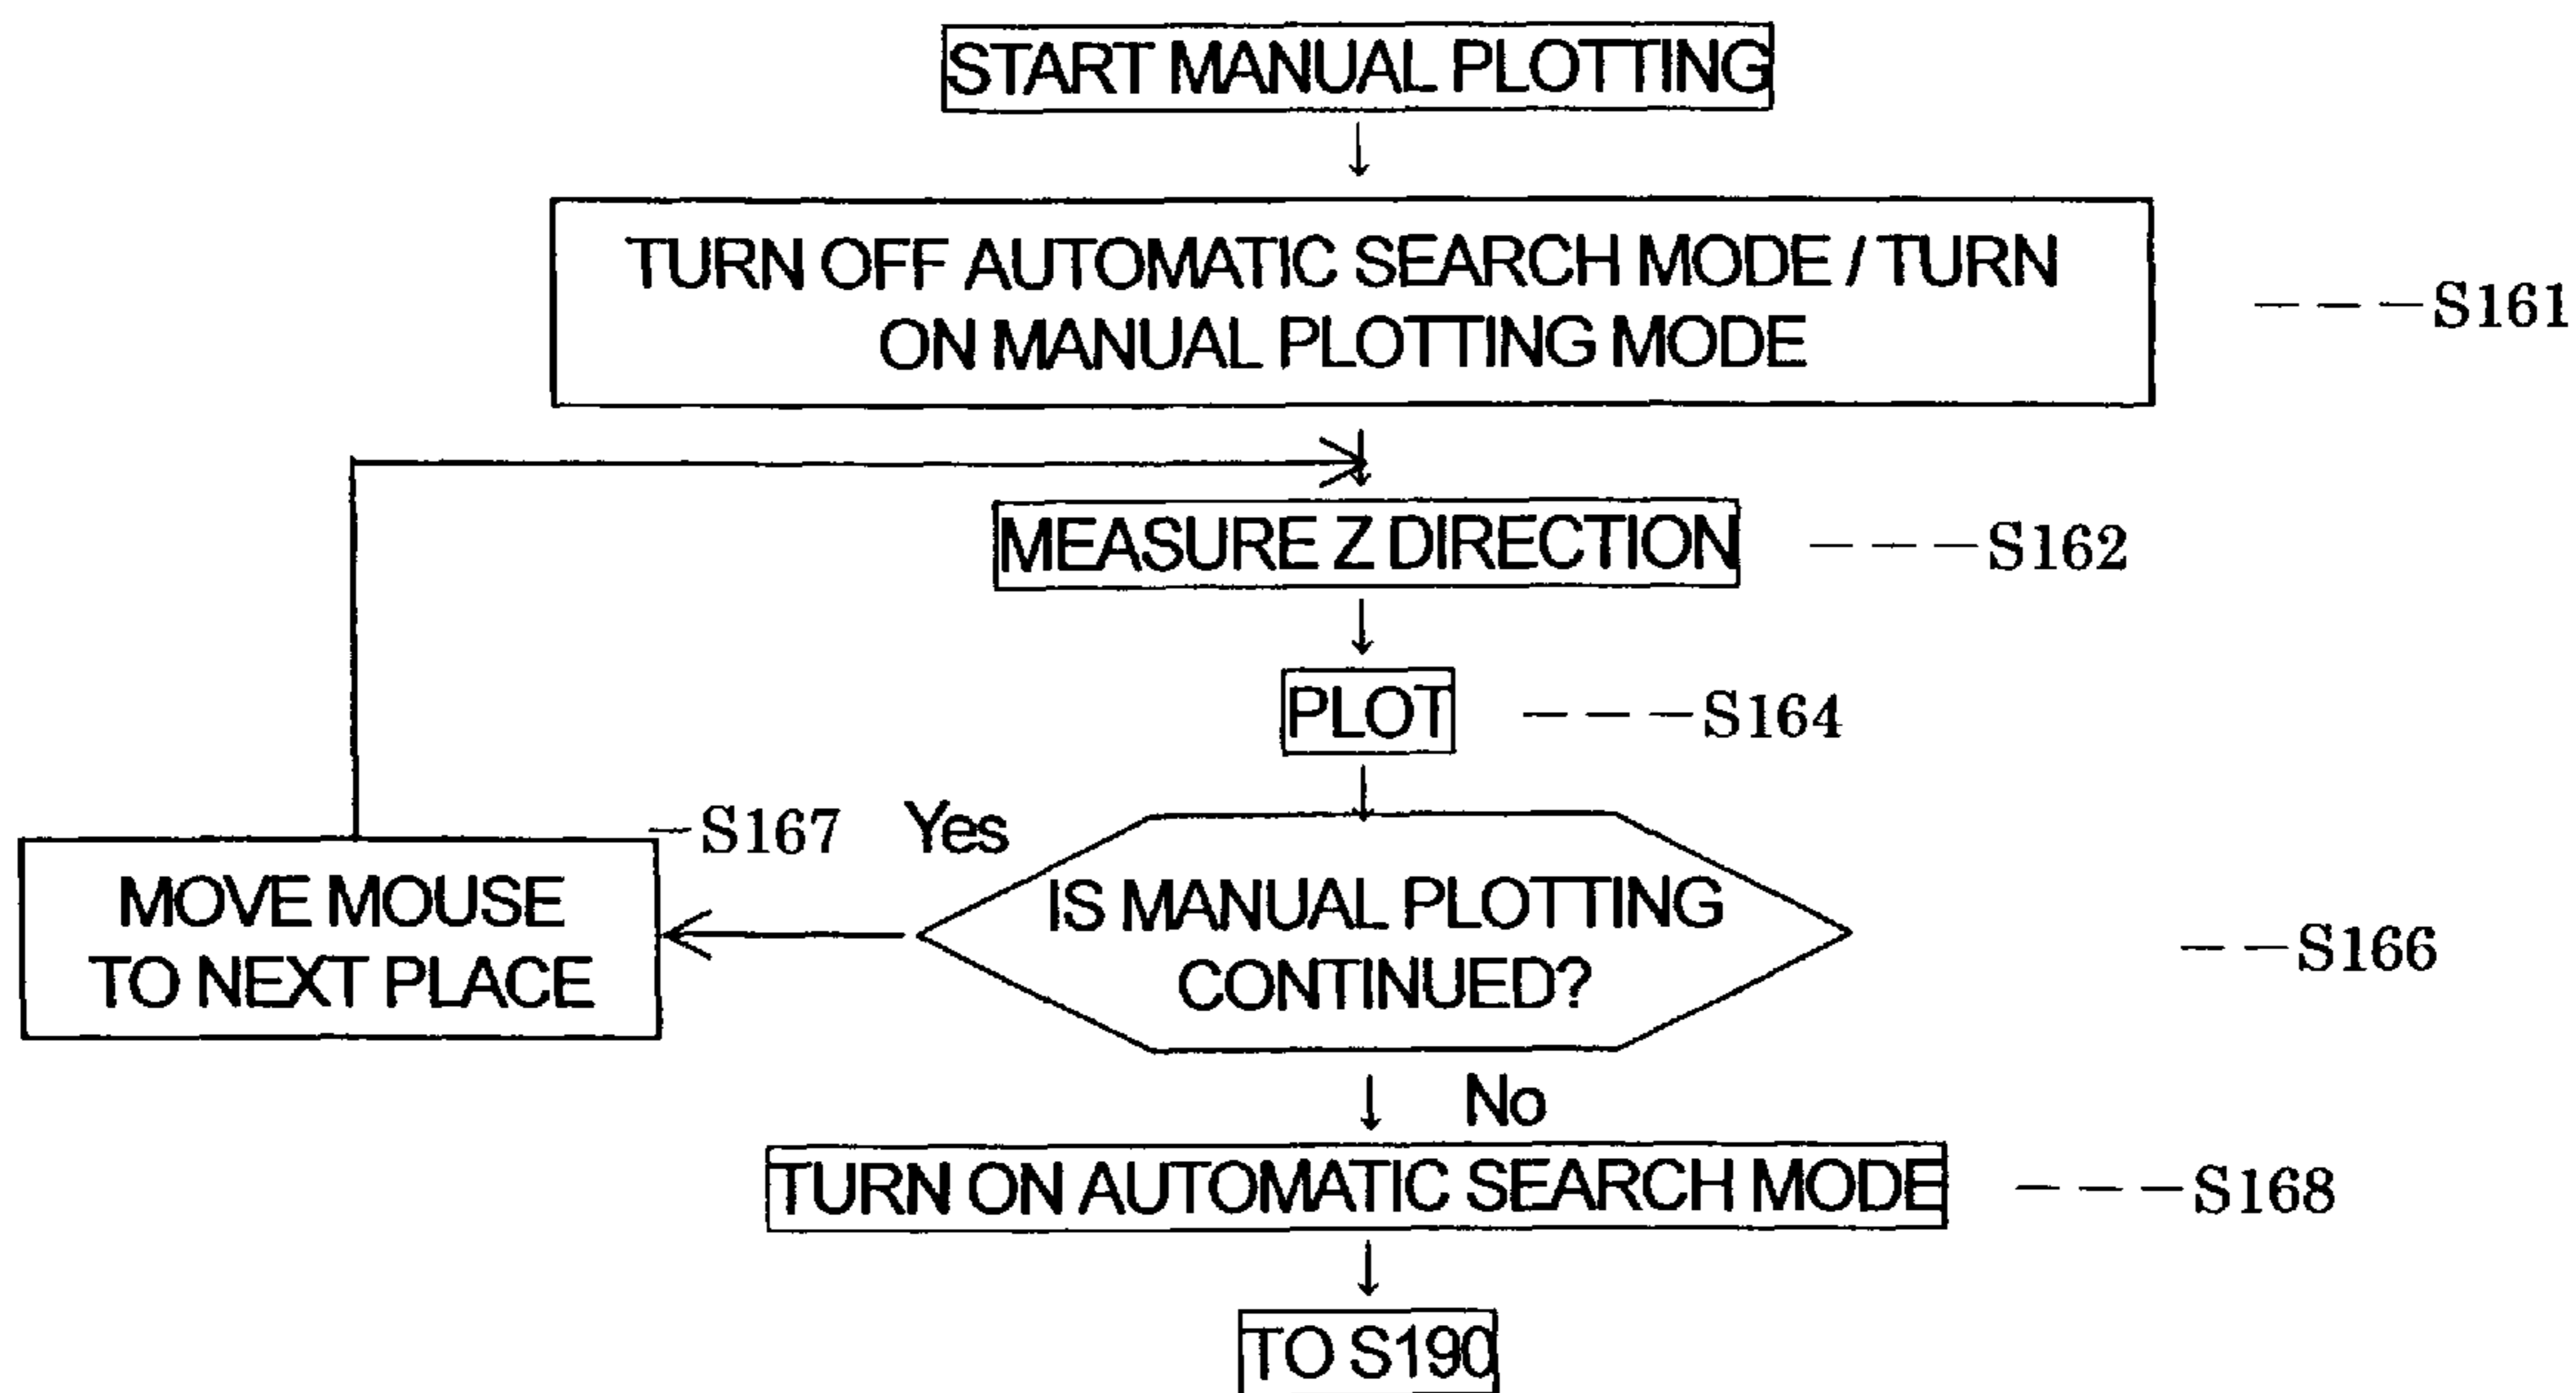 START MANUAL PLOTTING
TURN OFF AUTOMATIC SEARCH MODE / TURN
ON MANUAL PLOTTING MODE
S161
MEASURE Z DIRECTION
S162
PLOT
S164
S167
Yes
MOVE MOUSE
TO NEXT PLACE
IS MANUAL PLOTTING
CONTINUED?
S166
No
TURN ON AUTOMATIC SEARCH MODE
S168
TO S190